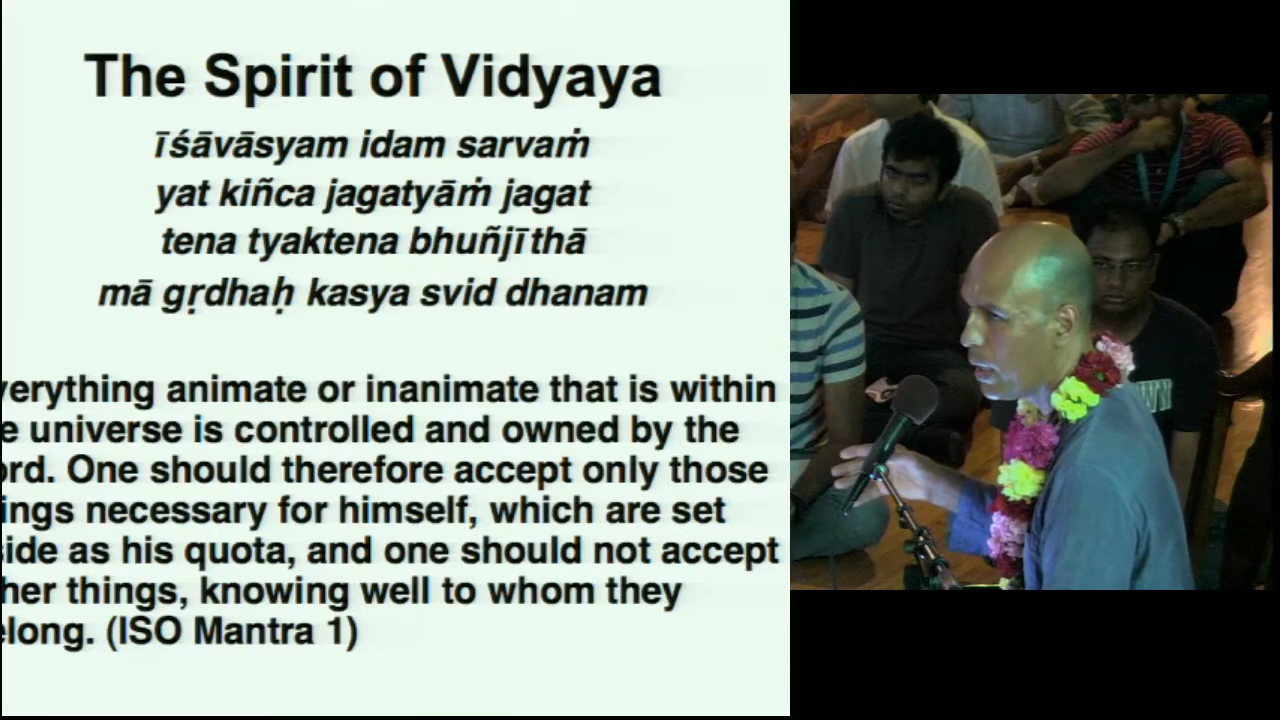 The Spirit of Vidyaya
īśāvāsyam idam sarvaṁ
yat kiñca jagatyāṁ jagat
tena tyaktena bhuñjīthā
mā gṛdhaḥ kasya svid dhanam
verything animate or inanimate that is within
e universe is controlled and owned by the
ord. One should therefore accept only those
ings necessary for himself, which are set
side as his quota, and one should not accept
her things, knowing well to whom they
elong. (ISO Mantra 1)